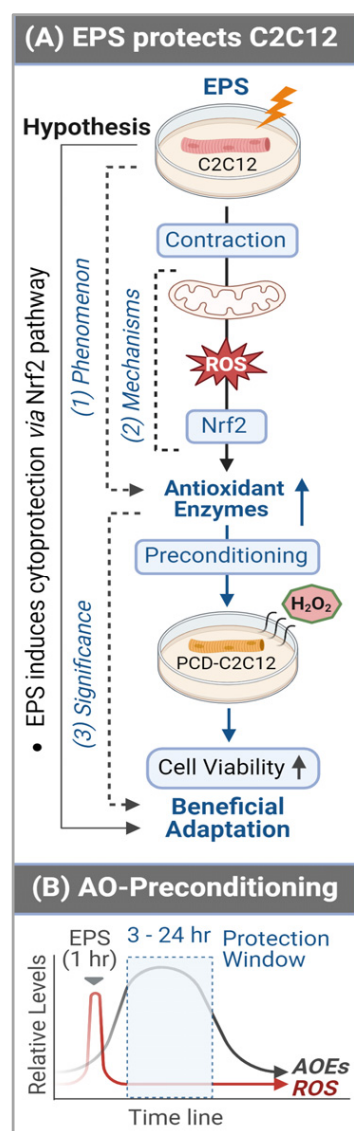 (A) EPS protects C2C12
EPS
Hypothesis
C2C12
Contraction
ROS
Nrf2
Antioxidant
Enzymes
Preconditioning
H2O2
PCD-C2C12
Cell Viability
Beneficial
Adaptation
(1) Phenomenon
(2) Mechanisms
(3) Significance
• EPS induces cytoprotection via Nrf2 pathway
(B) AO-Preconditioning
EPS
(1 hr)
3 - 24 hr
Protection
Window
Relative Levels
AOEs
ROS
Time line